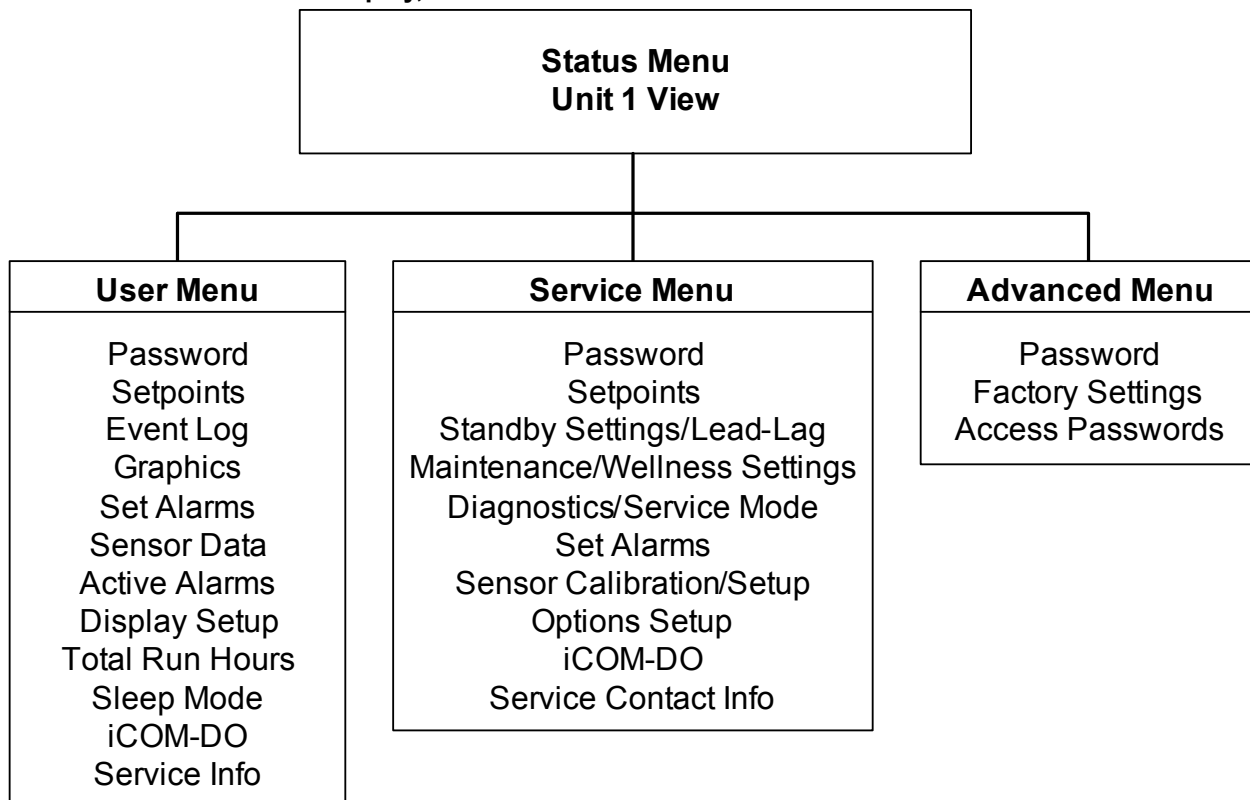 Status Menu
Unit 1 View
User Menu
Password
Setpoints
Event Log
Graphics
Set Alarms
Sensor Data
Active Alarms
Display Setup
Total Run Hours
Sleep Mode
iCOM-DO
Service Info
Service Menu
Password
Setpoints
Standby Settings/Lead-Lag
Maintenance/Wellness Settings
Diagnostics/Service Mode
Set Alarms
Sensor Calibration/Setup
Options Setup
iCOM-DO
Service Contact Info
Advanced Menu
Password
Factory Settings
Access Passwords